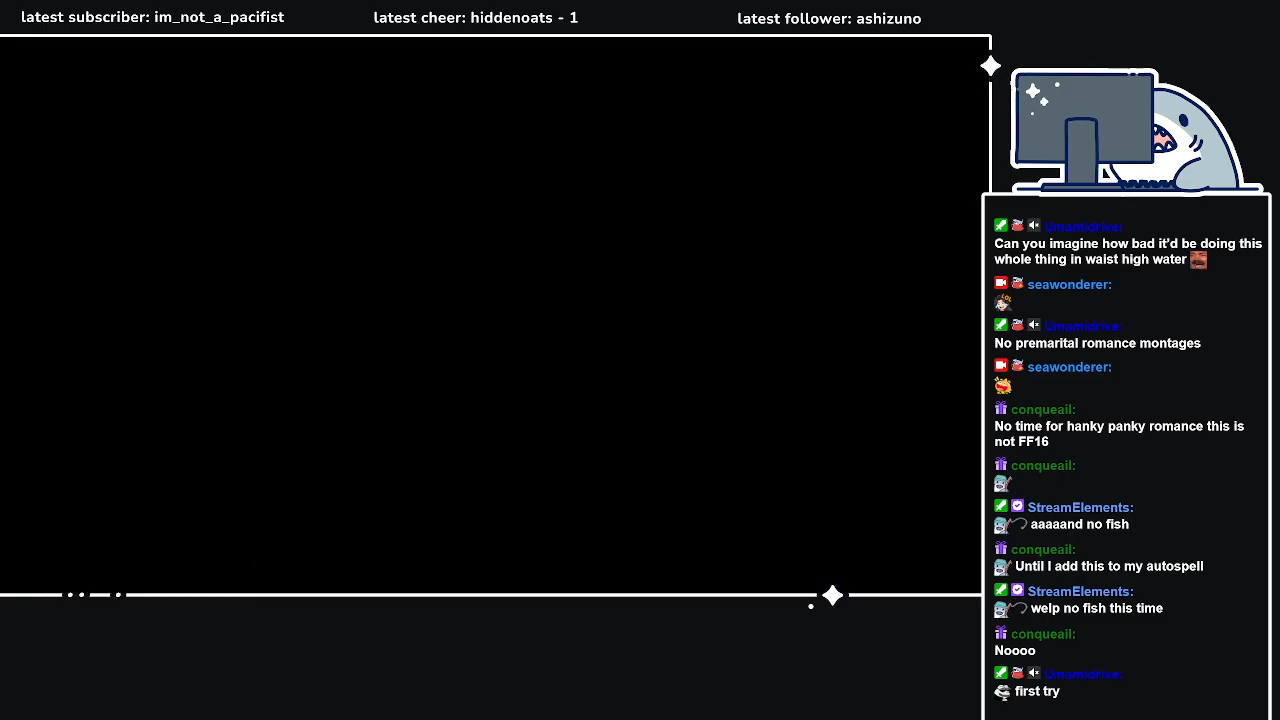 latest subscriber: im_not_a_pacifist
latest cheer: hiddenoats - 1
latest follower: ashizuno
Umamidrive:
Can you imagine how bad it'd be doing this
whole thing in waist high water
seawonderer:
LOL
Umamidrive:
No premarital romance montages
seawonderer:
conqueail:
No time for hanky panky romance this is
not FF16
conqueail:
StreamElements:
aaaaand no fish
conqueail:
Until I add this to my autospell
StreamElements:
welp no fish this time
conqueail:
Noooo
Umamidrive:
first try